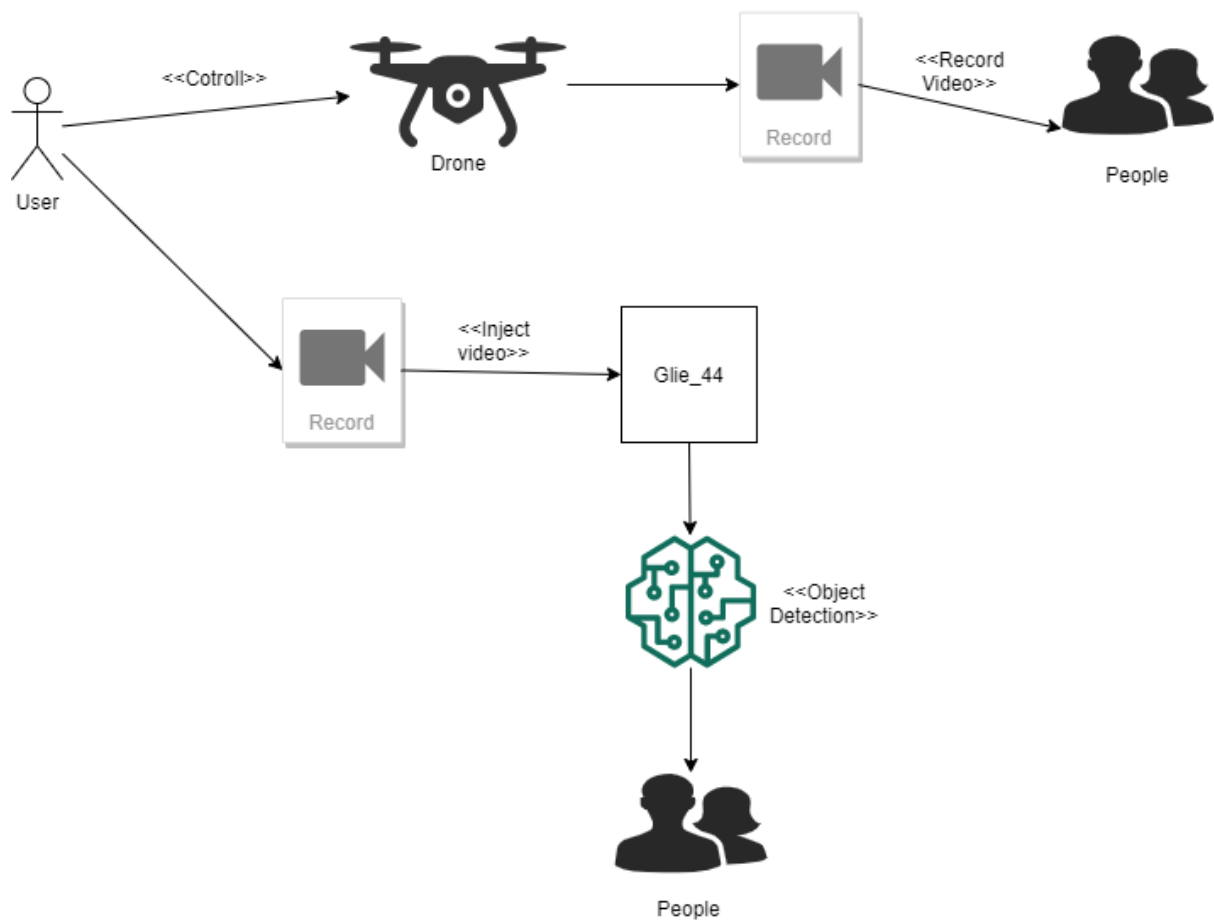 <<Cotroll>>
Drone
Record
<<Record
Video>>
People
User
Record
<<Inject
video>>
Glie_44
<<Object
Detection>>
People